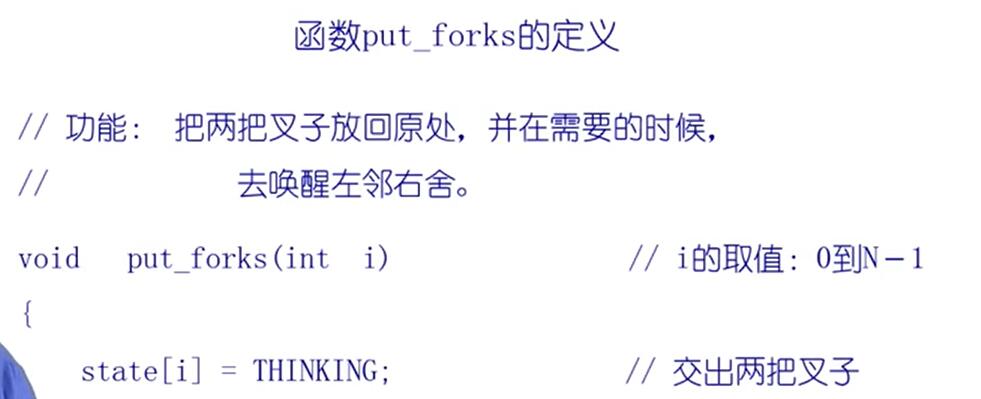 函数put_forks的定义
// 功能： 把两把叉子放回原处，并在需要的时候，
// 去唤醒左邻右舍。
void put_forks(int i) // i的取值：0到N－1
{
state[i] = THINKING; // 交出两把叉子